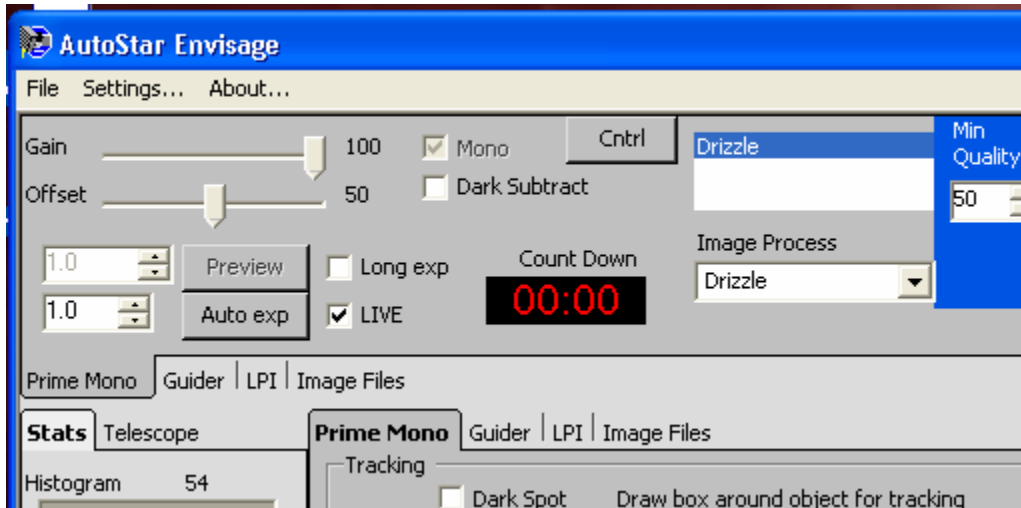 AutoStar Envisage
File Settings... About...
Gain 100 Mono Cntrl Drizzle Min
Quality
Offset 50 Dark Subtract 50
Image Process
1.0 Preview Long exp Count Down Drizzle
1.0 Auto exp LIVE 00:00
Prime Mono Guider LPI Image Files
Stats Telescope Prime Mono Guider LPI Image Files
Tracking
Histogram 54
Dark Spot Draw box around object for tracking